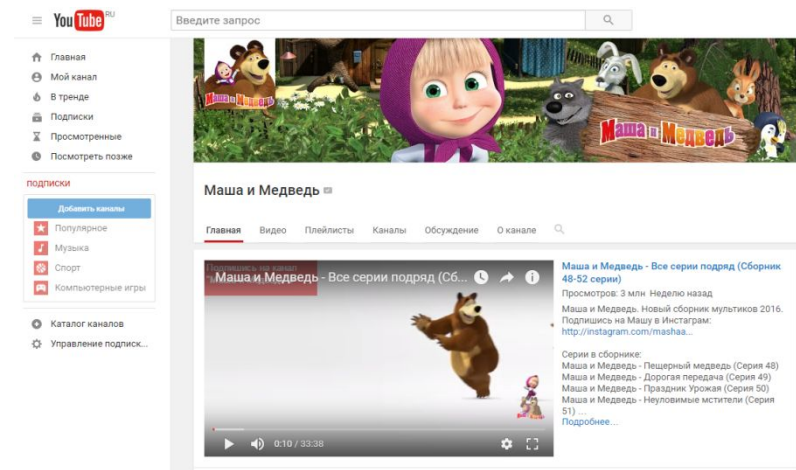 YouTube RU
Введите запрос
Главная
Мой канал
В тренде
Подписки
Просмотренные
Посмотреть позже
ПОДПИСКИ
Добавить каналы
Популярное
Музыка
Спорт
Компьютерные игры
Каталог каналов
Управление подписк...
Маша и Медведь
Маша и Медведь
Маша и Медведь
Главная Видео Плейлисты Каналы Обсуждение О канале
Подпишись на канал
Маша и Медведь - Все серии подряд (Сб...
0:10 / 33:38
Маша и Медведь - Все серии подряд (Сборник
48-52 серии)
Просмотров: 3 млн Неделю назад
Маша и Медведь. Новый сборник мультиков 2016.
Подпишись на Машу в Инстаграм:
http://instagram.com/mashaa...
Серии в сборнике:
Маша и Медведь - Пещерный медведь (Серия 48)
Маша и Медведь - Дорогая передача (Серия 49)
Маша и Медведь - Праздник Урожая (Серия 50)
Маша и Медведь - Неуловимые мстители (Серия
51) ...
Подробнее...